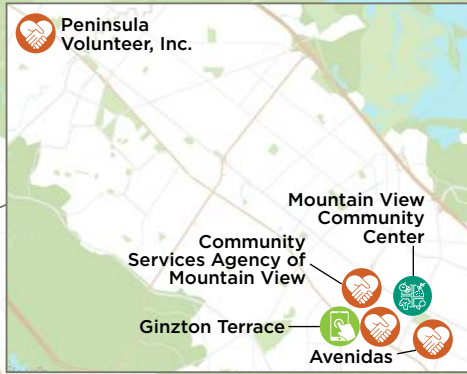 Peninsula
Volunteer, Inc.
Mountain View
Community
Center
Community
Services Agency of
Mountain View
Ginzton Terrace
Avenidas